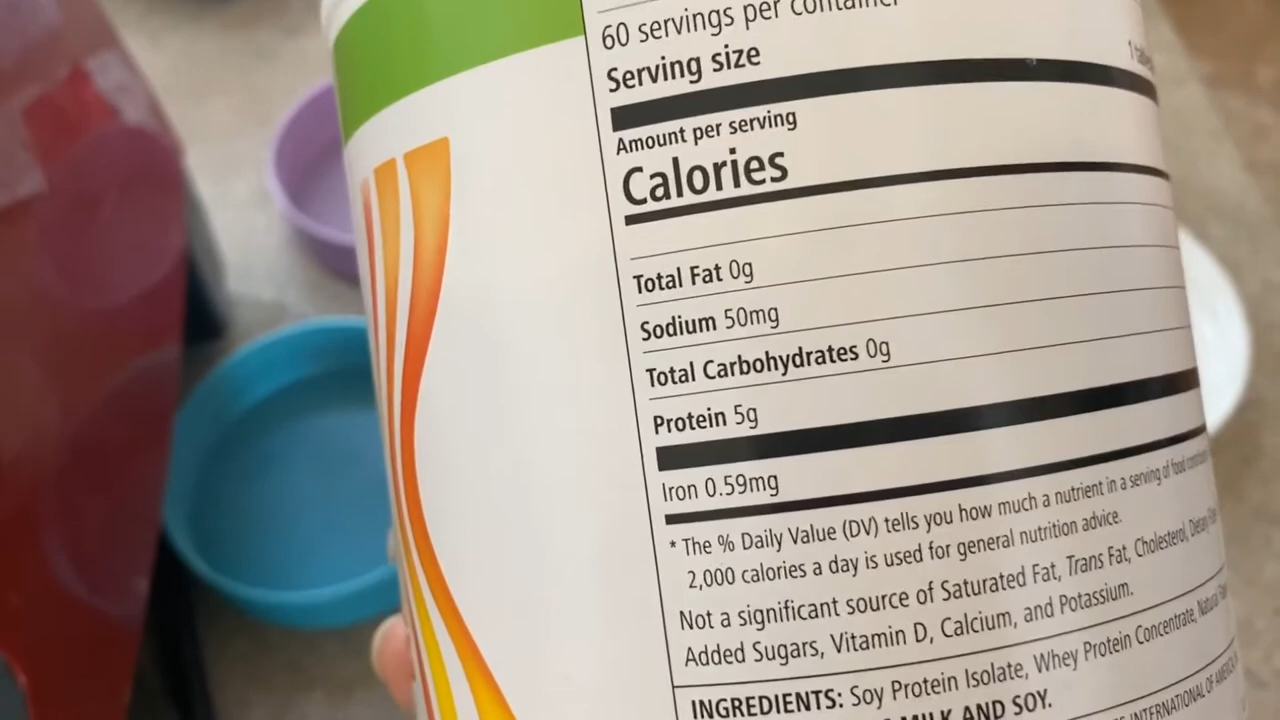 60 servings per container
Serving size
Amount per serving
Calories
Total Fat 0g
Sodium 50mg
Total Carbohydrates 0g
Protein 5g
Iron 0.59mg
* The % Daily Value (DV) tells you how much a nutrient in a serving of food
2,000 calories a day is used for general nutrition advice.
Not a significant source of Saturated Fat, Trans Fat, Cholesterol,
Added Sugars, Vitamin D, Calcium, and Potassium.
INGREDIENTS: Soy Protein Isolate, Whey Protein Concentrate, Natural
MILK AND SOY.
INTERNATIONAL OF